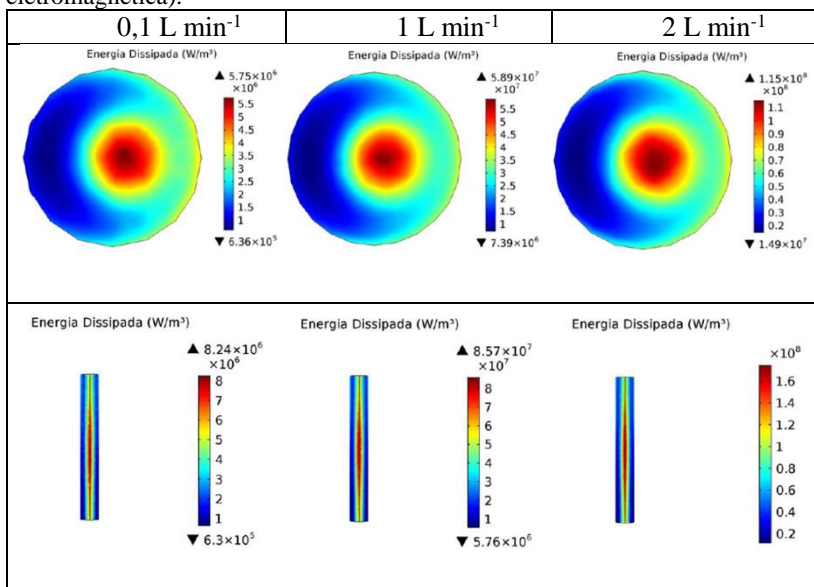 eletromagnética).
0,1 L min-1 1 L min-1 2 L min-1
Energia Dissipada (W/m³) Energia Dissipada (W/m³) Energia Dissipada (W/m³)
▲ 5.75×10⁶ ▲ 5.89×10⁷ ▲ 1.15×10⁸
×10⁶ ×10⁷ ×10⁸
5.5 5.5 1.1
5 5 1
4.5 4.5 0.9
4 4 0.8
3.5 3.5 0.7
3 3 0.6
2.5 2.5 0.5
2 2 0.4
1.5 1.5 0.3
1 1 0.2
▼ 6.36×10⁵ ▼ 7.39×10⁶ ▼ 1.49×10⁷
Energia Dissipada (W/m³) Energia Dissipada (W/m³) Energia Dissipada (W/m³)
▲ 8.24×10⁶ ▲ 8.57×10⁷
×10⁶ ×10⁷ ×10⁸
8 8 1.6
7 7 1.4
6 6 1.2
5 5 1
4 4 0.8
3 3 0.6
2 2 0.4
1 1 0.2
▼ 6.3×10⁵ ▼ 5.76×10⁶